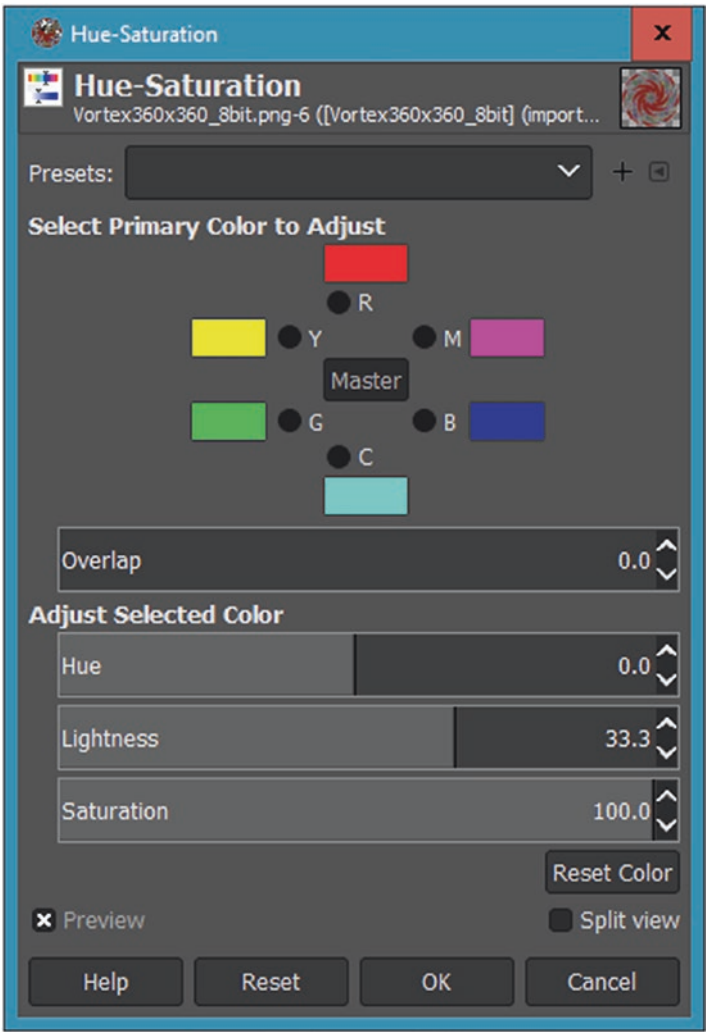 Hue-Saturation
Hue-Saturation
Vortex360x360_8bit.png-6 ([Vortex360x360_8bit] (import...
Presets:
Select Primary Color to Adjust
R
Y
M
Master
G
B
C
Overlap 0.0
Adjust Selected Color
Hue 0.0
Lightness 33.3
Saturation 100.0
Reset Color
Preview
Split view
Help Reset OK Cancel